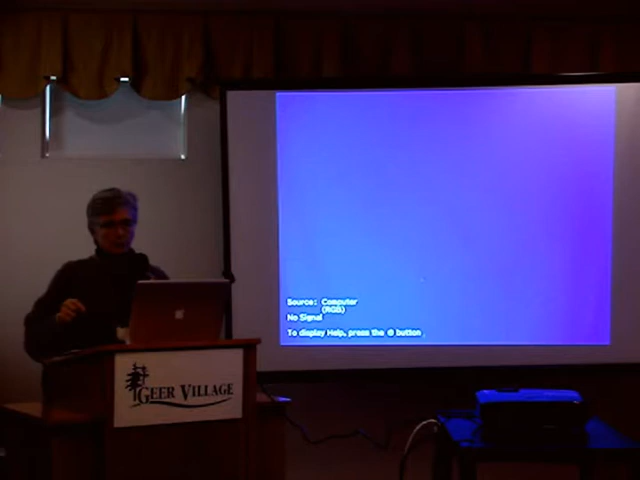 Source: Computer
(RGB)
No Signal
To display Help, press the button
GEER VILLAGE